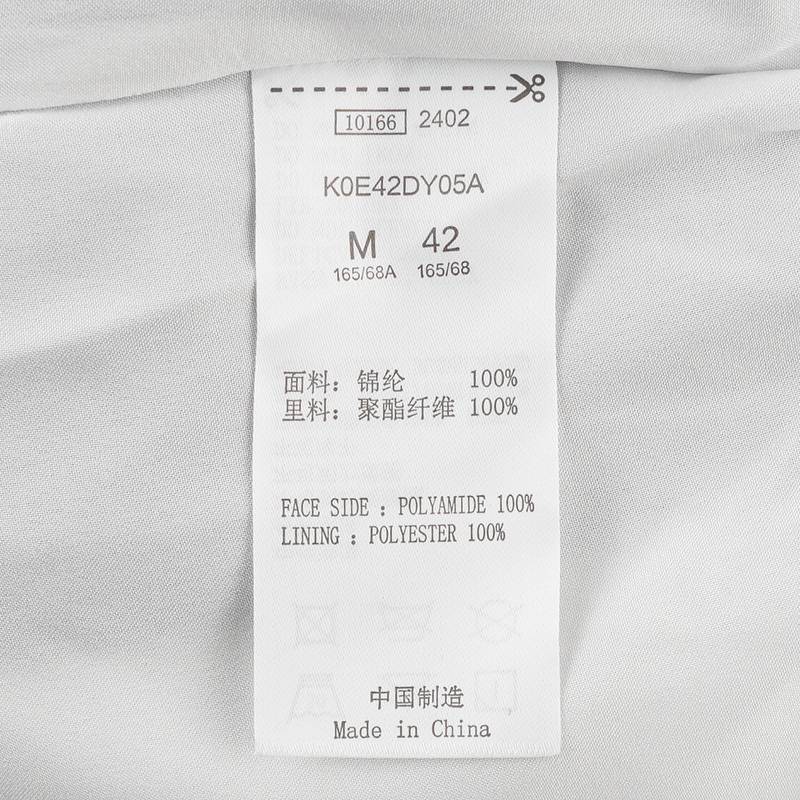 10166 2402
K0E42DY05A
M 42
165/68A 165/68
面料：锦纶 100%
里料：聚酯纤维 100%
FACE SIDE : POLYAMIDE 100%
LINING : POLYESTER 100%
中国制造
Made in China